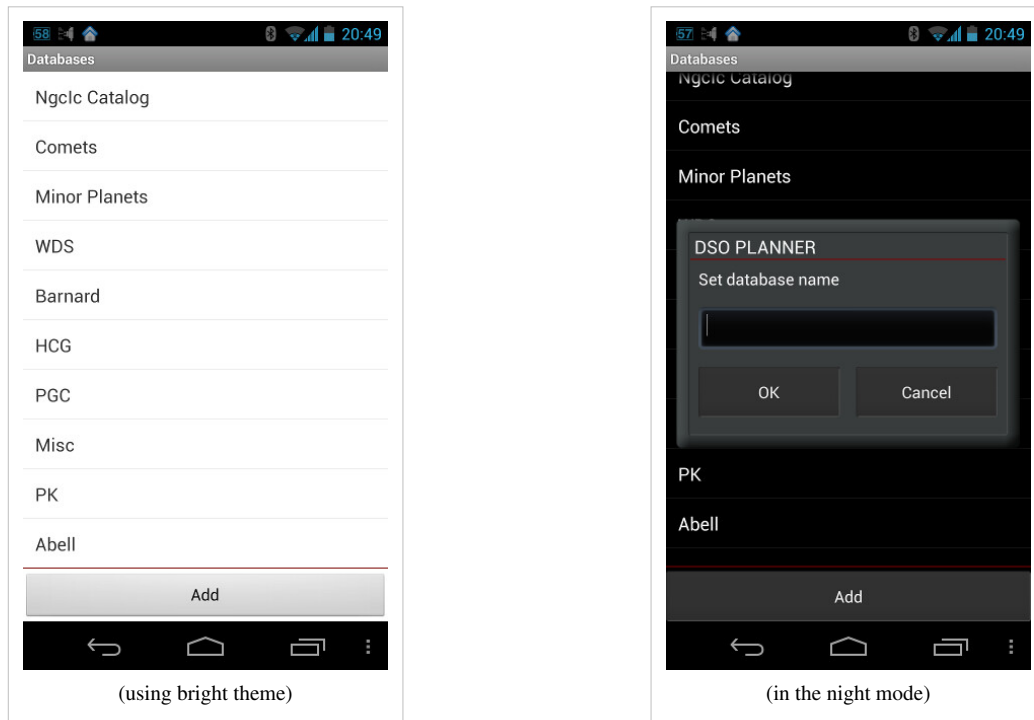 58 20:49
Databases
NgcIc Catalog
Comets
Minor Planets
WDS
Barnard
HCG
PGC
Misc
PK
Abell
Add
(using bright theme)
57 20:49
Databases
NgcIc Catalog
Comets
Minor Planets
DSO PLANNER
Set database name
OK Cancel
PK
Abell
Add
(in the night mode)